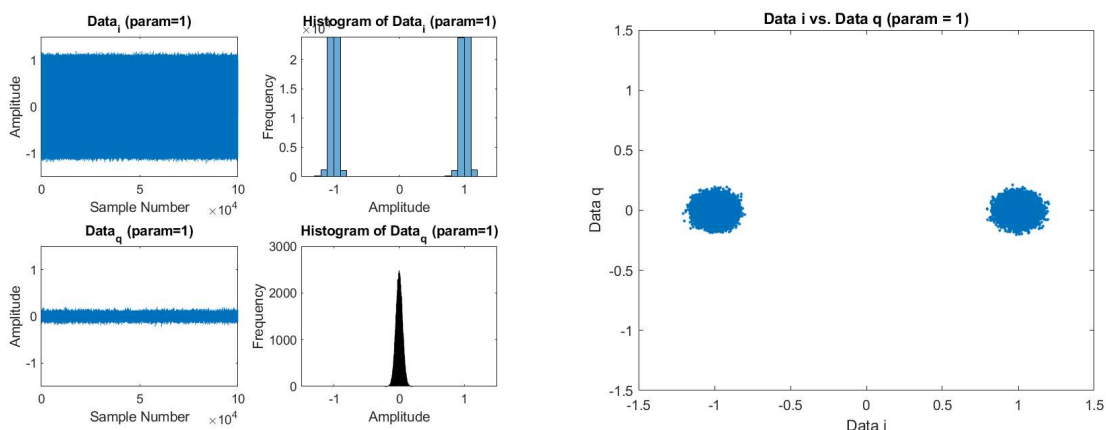 Data_i (param=1)
1
0
-1
Amplitude
0
5
10
Sample Number
×10^4
Histogram of Data_i (param=1)
2
1.5
1
0.5
0
Frequency
-1
0
1
Amplitude
Data_q (param=1)
1
0
-1
Amplitude
0
5
10
Sample Number
×10^4
Histogram of Data_q (param=1)
3000
2000
1000
0
Frequency
-1
0
1
Amplitude
Data i vs. Data q (param = 1)
1.5
1
0.5
0
-0.5
-1
-1.5
Data q
-1.5
-1
-0.5
0
0.5
1
1.5
Data i